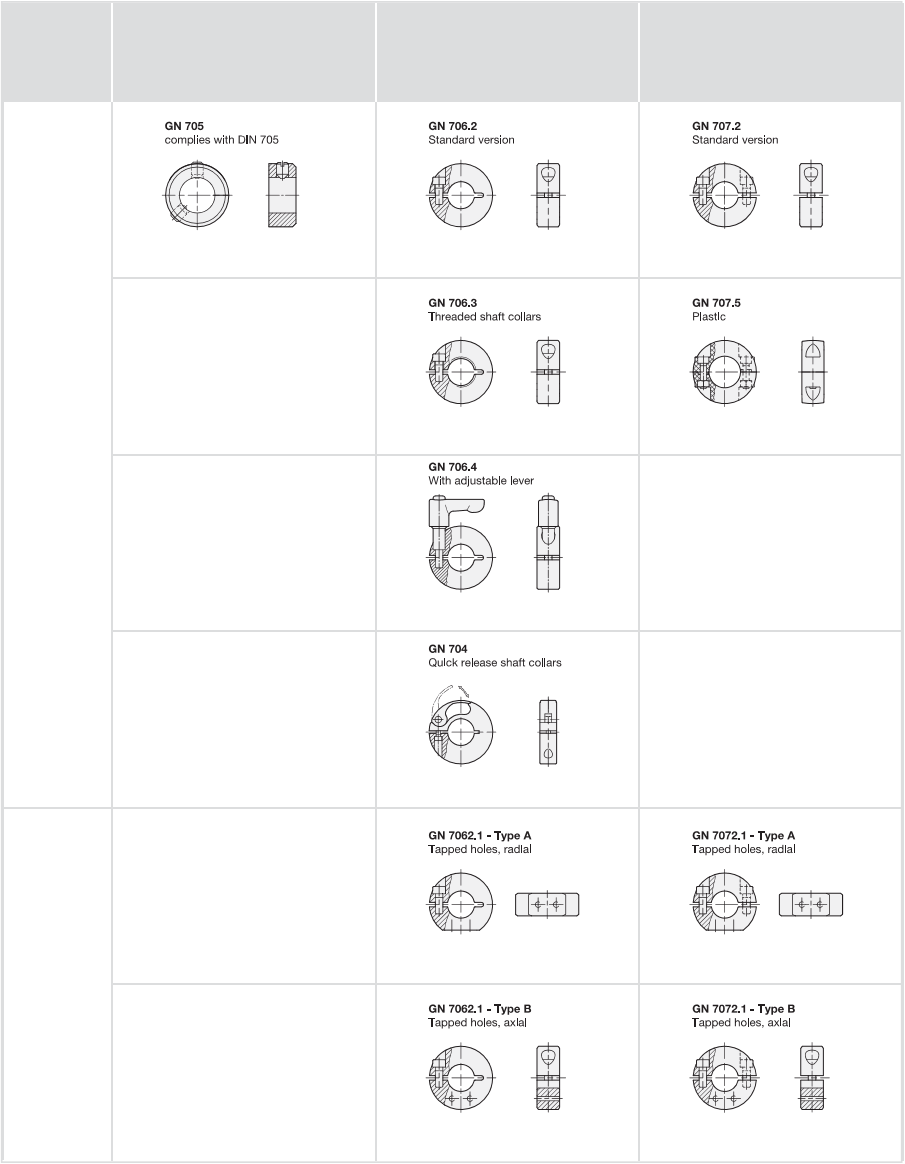 GN 705
complies with DIN 705
GN 706.2
Standard version
GN 707.2
Standard version
GN 706.3
Threaded shaft collars
GN 707.5
Plastic
GN 706.4
With adjustable lever
GN 704
Quick release shaft collars
GN 7062.1 - Type A
Tapped holes, radial
GN 7072.1 - Type A
Tapped holes, radial
GN 7062.1 - Type B
Tapped holes, axial
GN 7072.1 - Type B
Tapped holes, axial